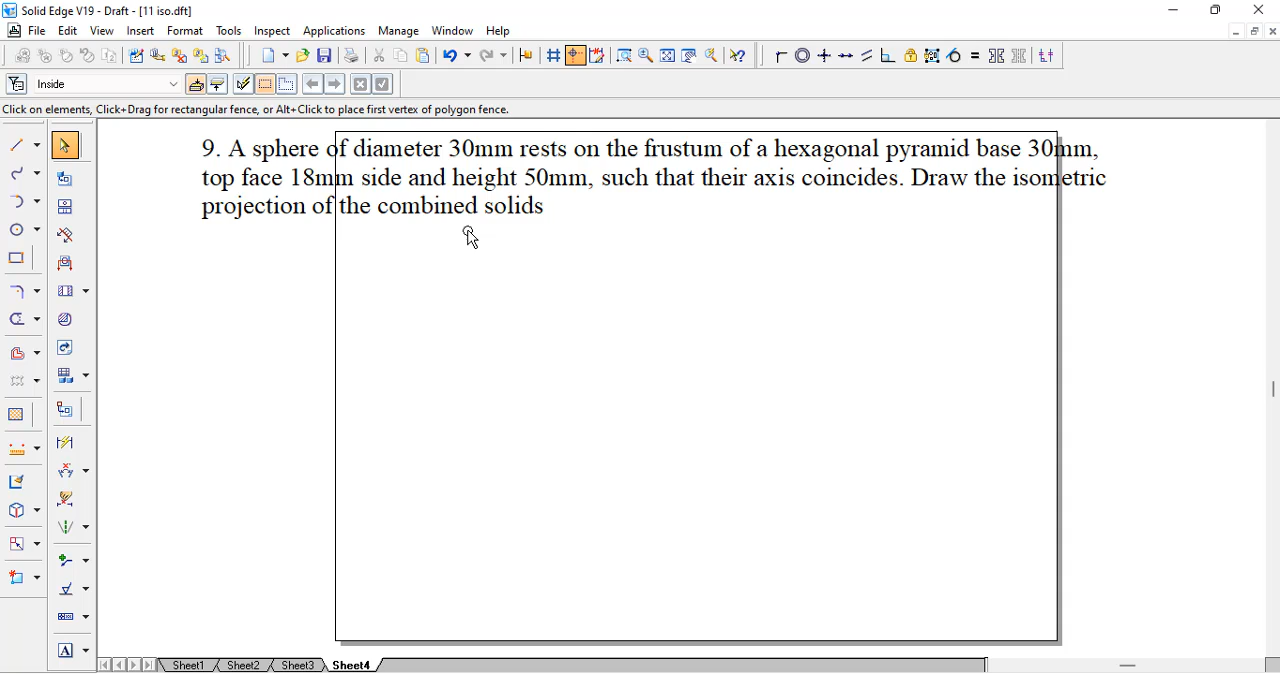 Solid Edge V19 - Draft - [11 iso.dft]
File Edit View Insert Format Tools Inspect Applications Manage Window Help
Inside
Click on elements, Click+Drag for rectangular fence, or Alt+Click to place first vertex of polygon fence.
9. A sphere of diameter 30mm rests on the frustum of a hexagonal pyramid base 30mm,
top face 18mm side and height 50mm, such that their axis coincides. Draw the isometric
projection of the combined solids
Sheet1 Sheet2 Sheet3 Sheet4